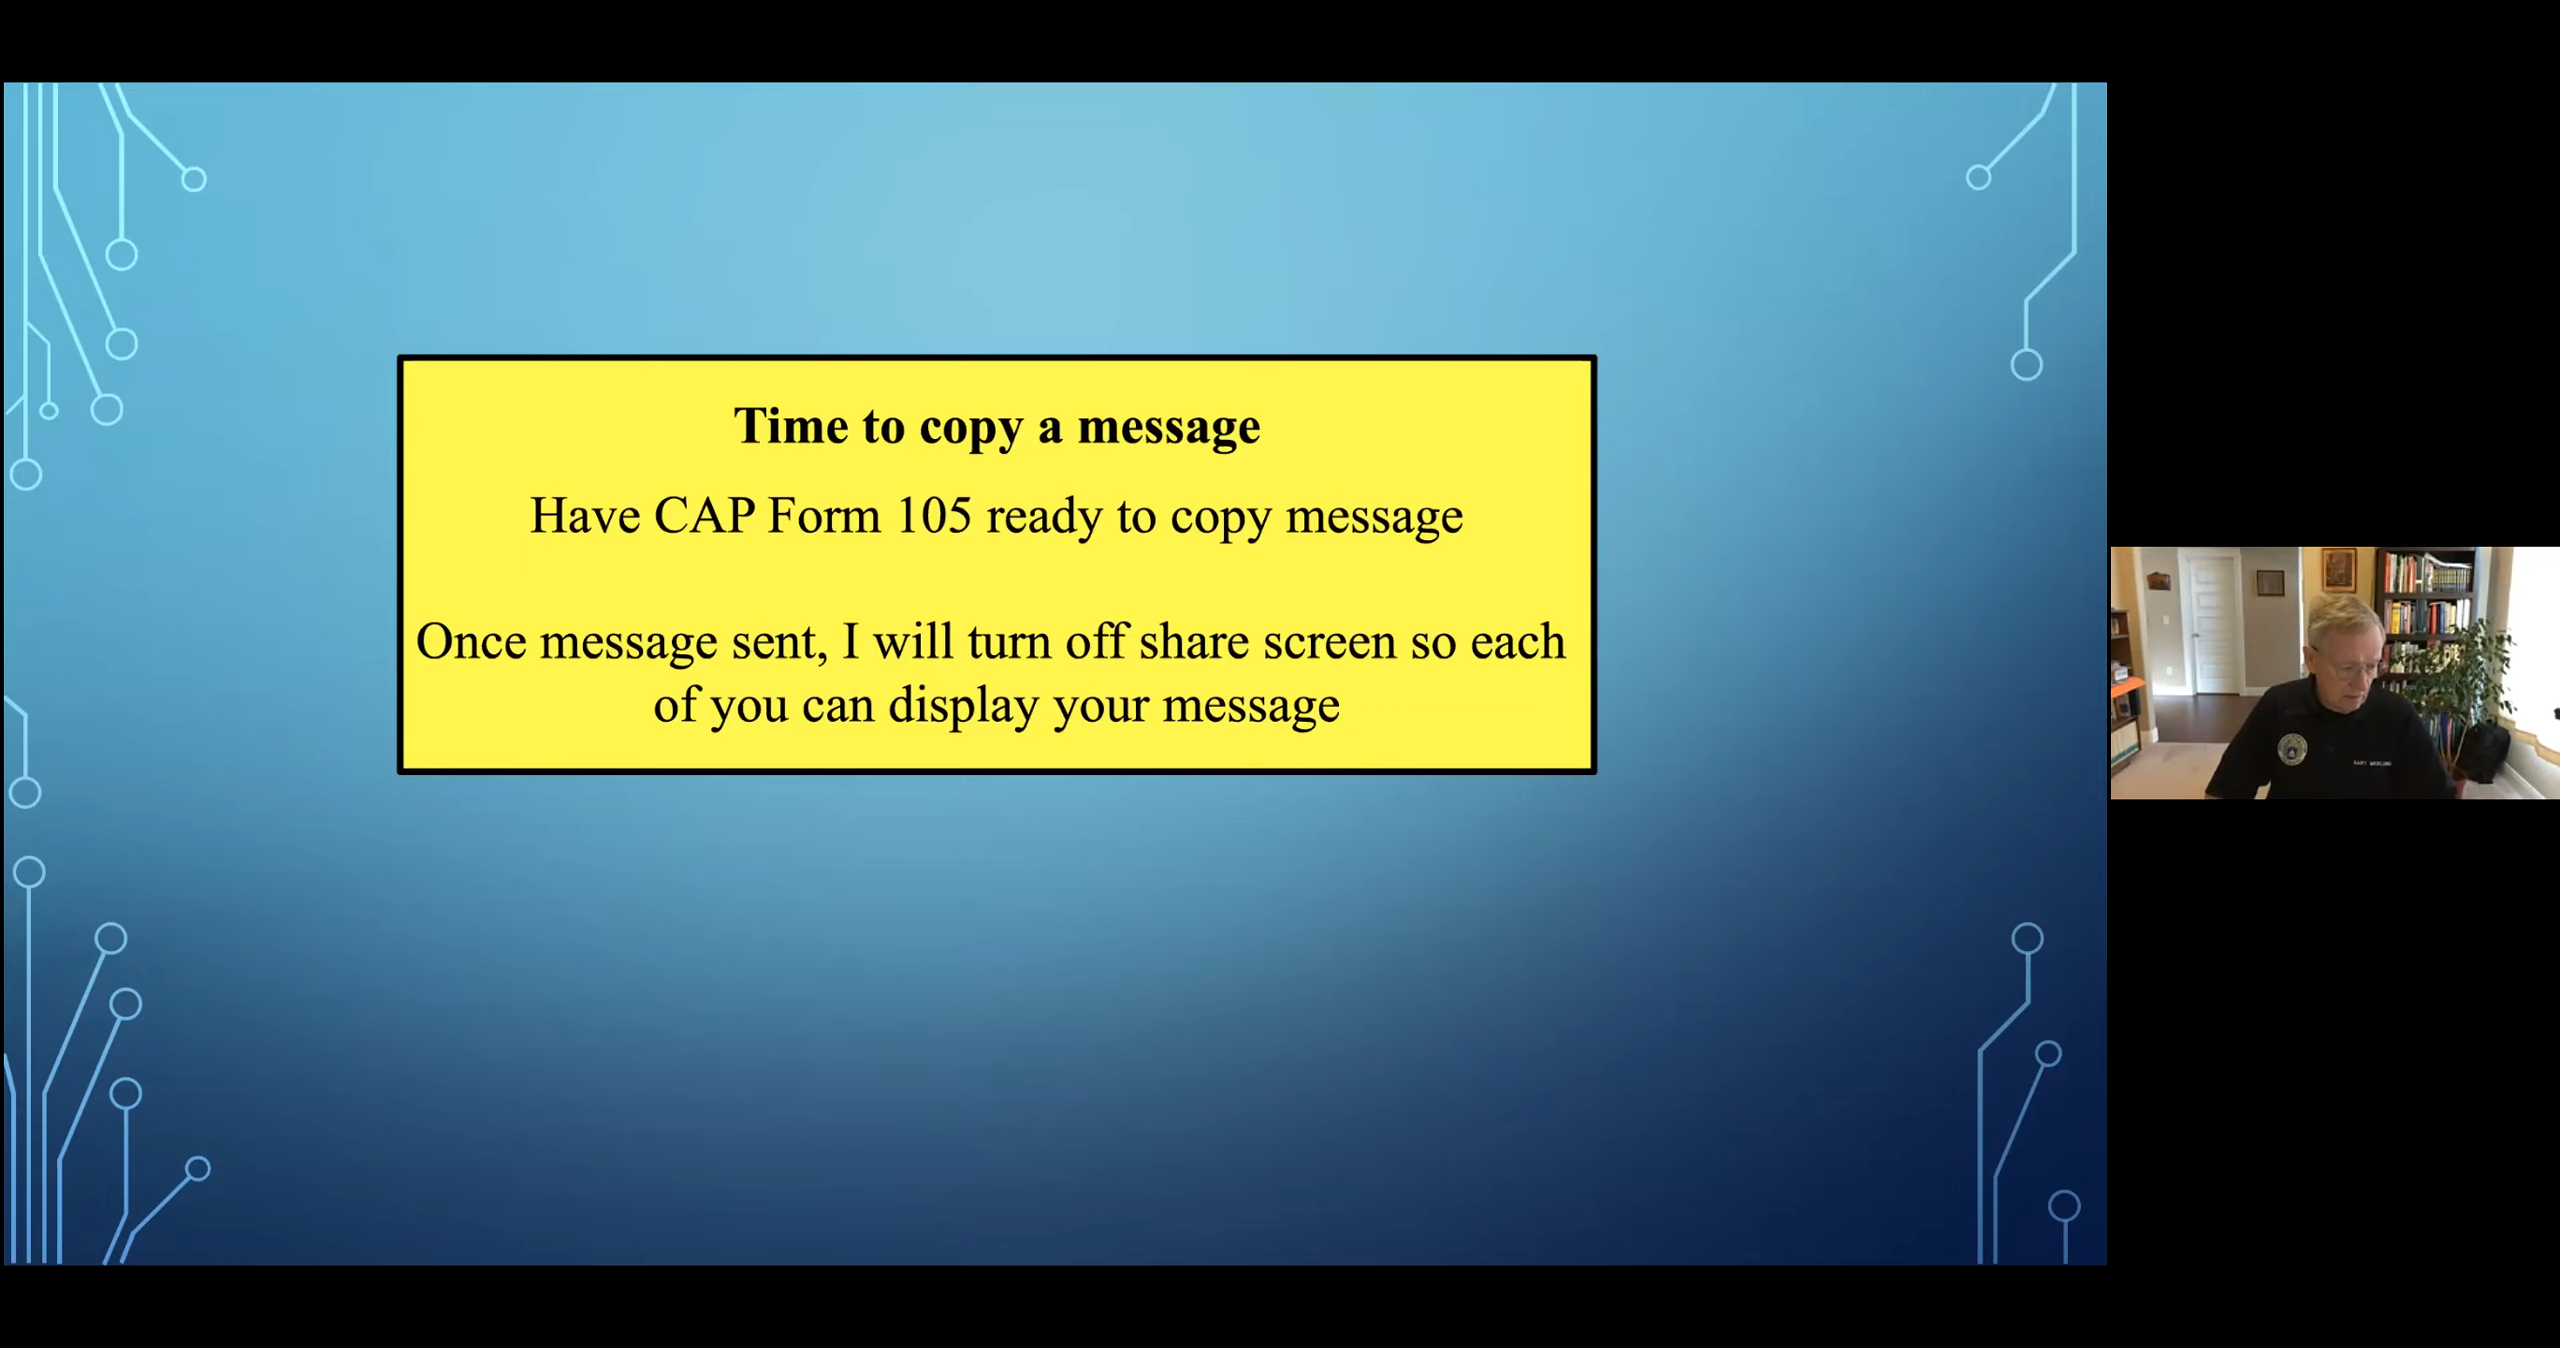 Time to copy a message
Have CAP Form 105 ready to copy message
Once message sent, I will turn off share screen so each
of you can display your message